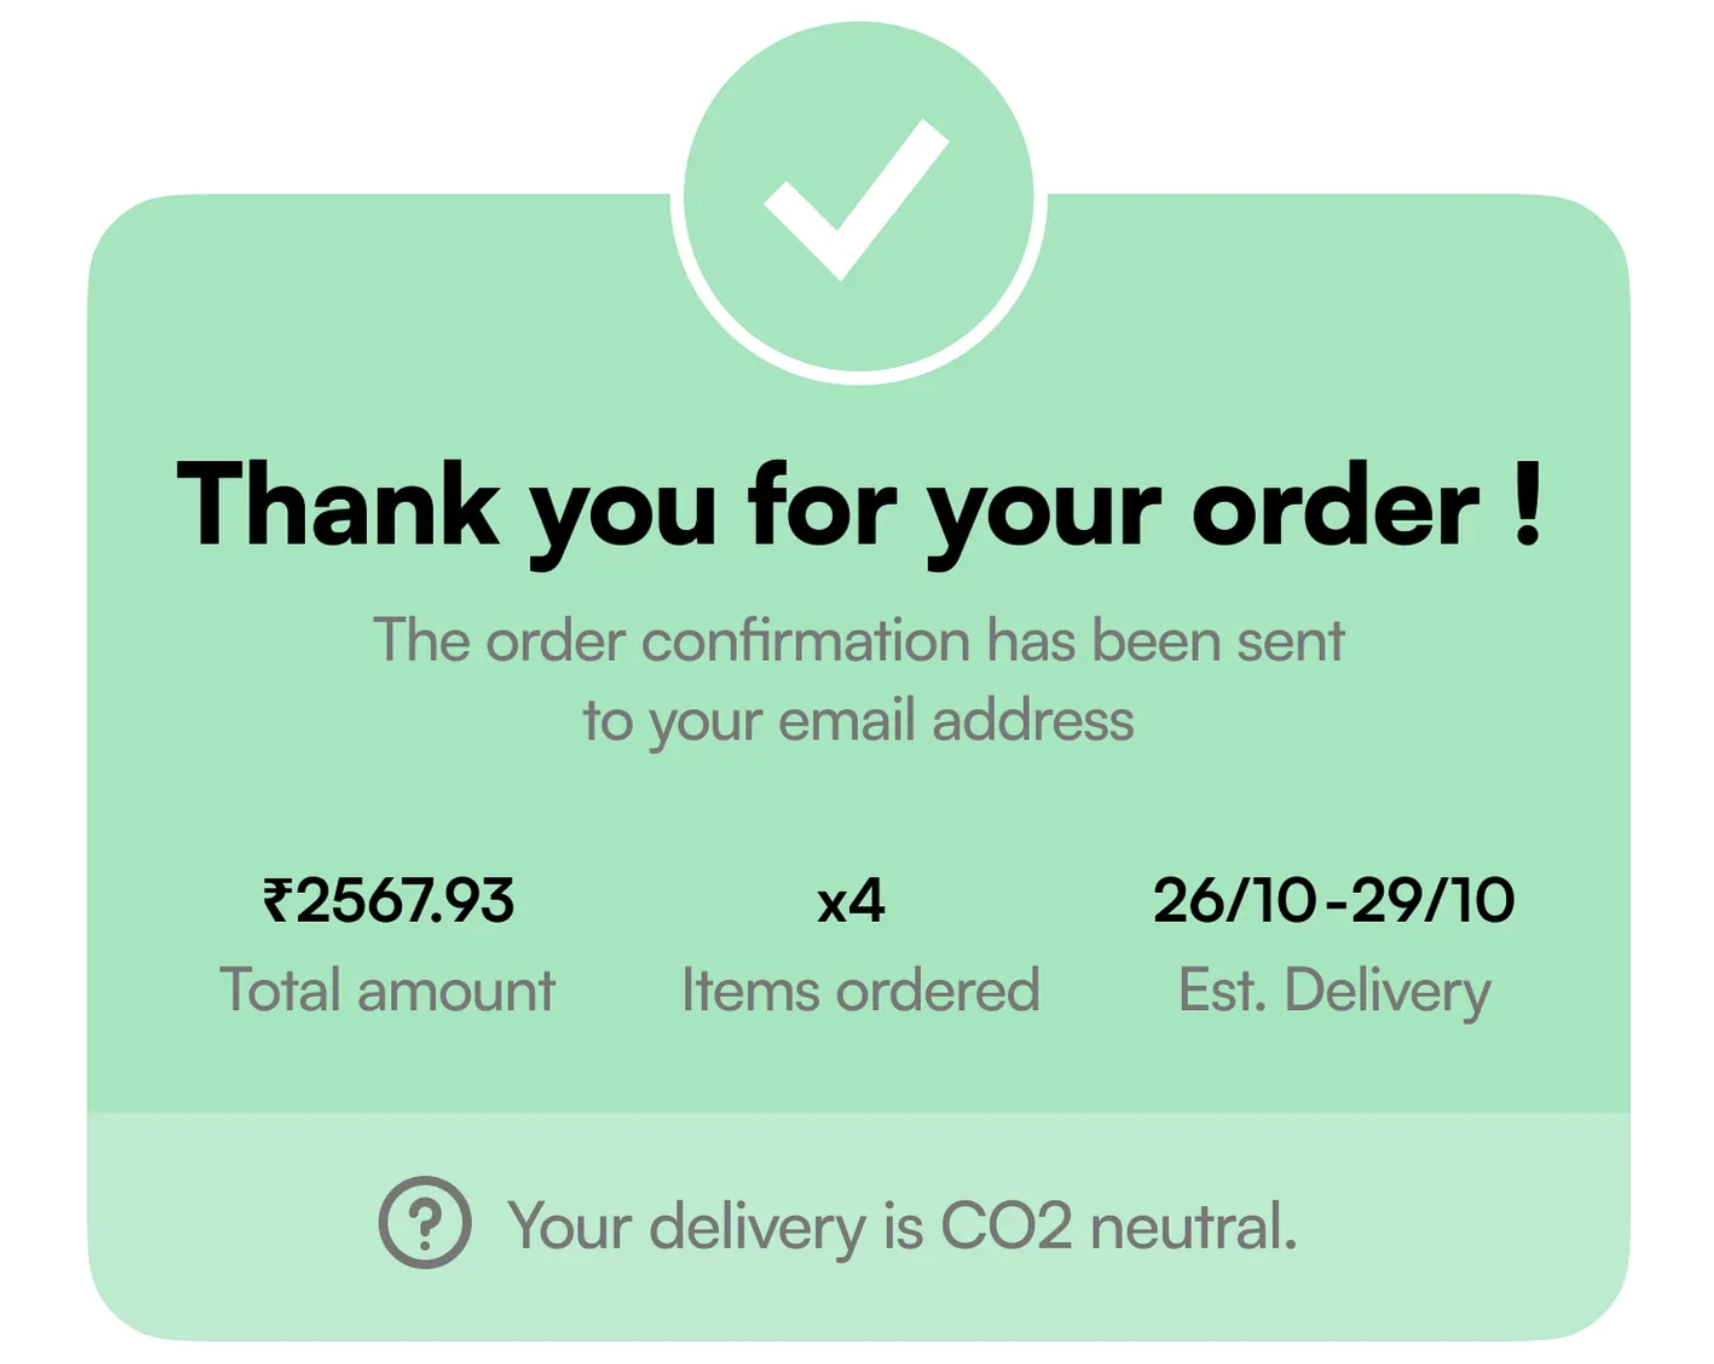 Thank you for your order !
The order confirmation has been sent
to your email address
₹2567.93 x4 26/10-29/10
Total amount Items ordered Est. Delivery
Your delivery is CO2 neutral.